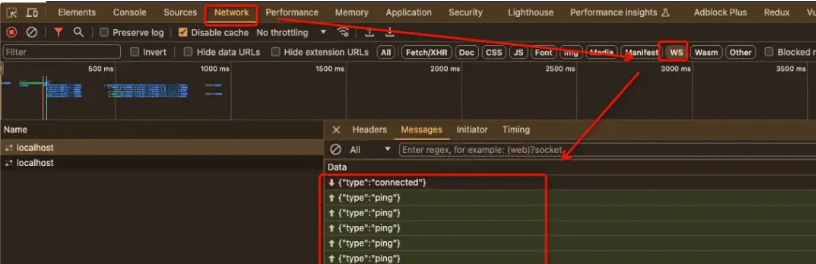 Elements Console Sources Network Performance Memory Application Security Lighthouse Performance insights Adblock Plus Redux
Preserve log Disable cache No throttling
Filter Invert Hide data URLs Hide extension URLs All Fetch/XHR Doc CSS JS Font Img Media Manifest WS Wasm Other Blocked
500 ms 1000 ms 1500 ms 2000 ms 2500 ms 3000 ms 3500 ms
Name Headers Messages Initiator Timing
localhost All Enter regex, for example: (web)?socket
localhost
Data
{"type":"connected"}
{"type":"ping"}
{"type":"ping"}
{"type":"ping"}
{"type":"ping"}
{"type":"ping"}